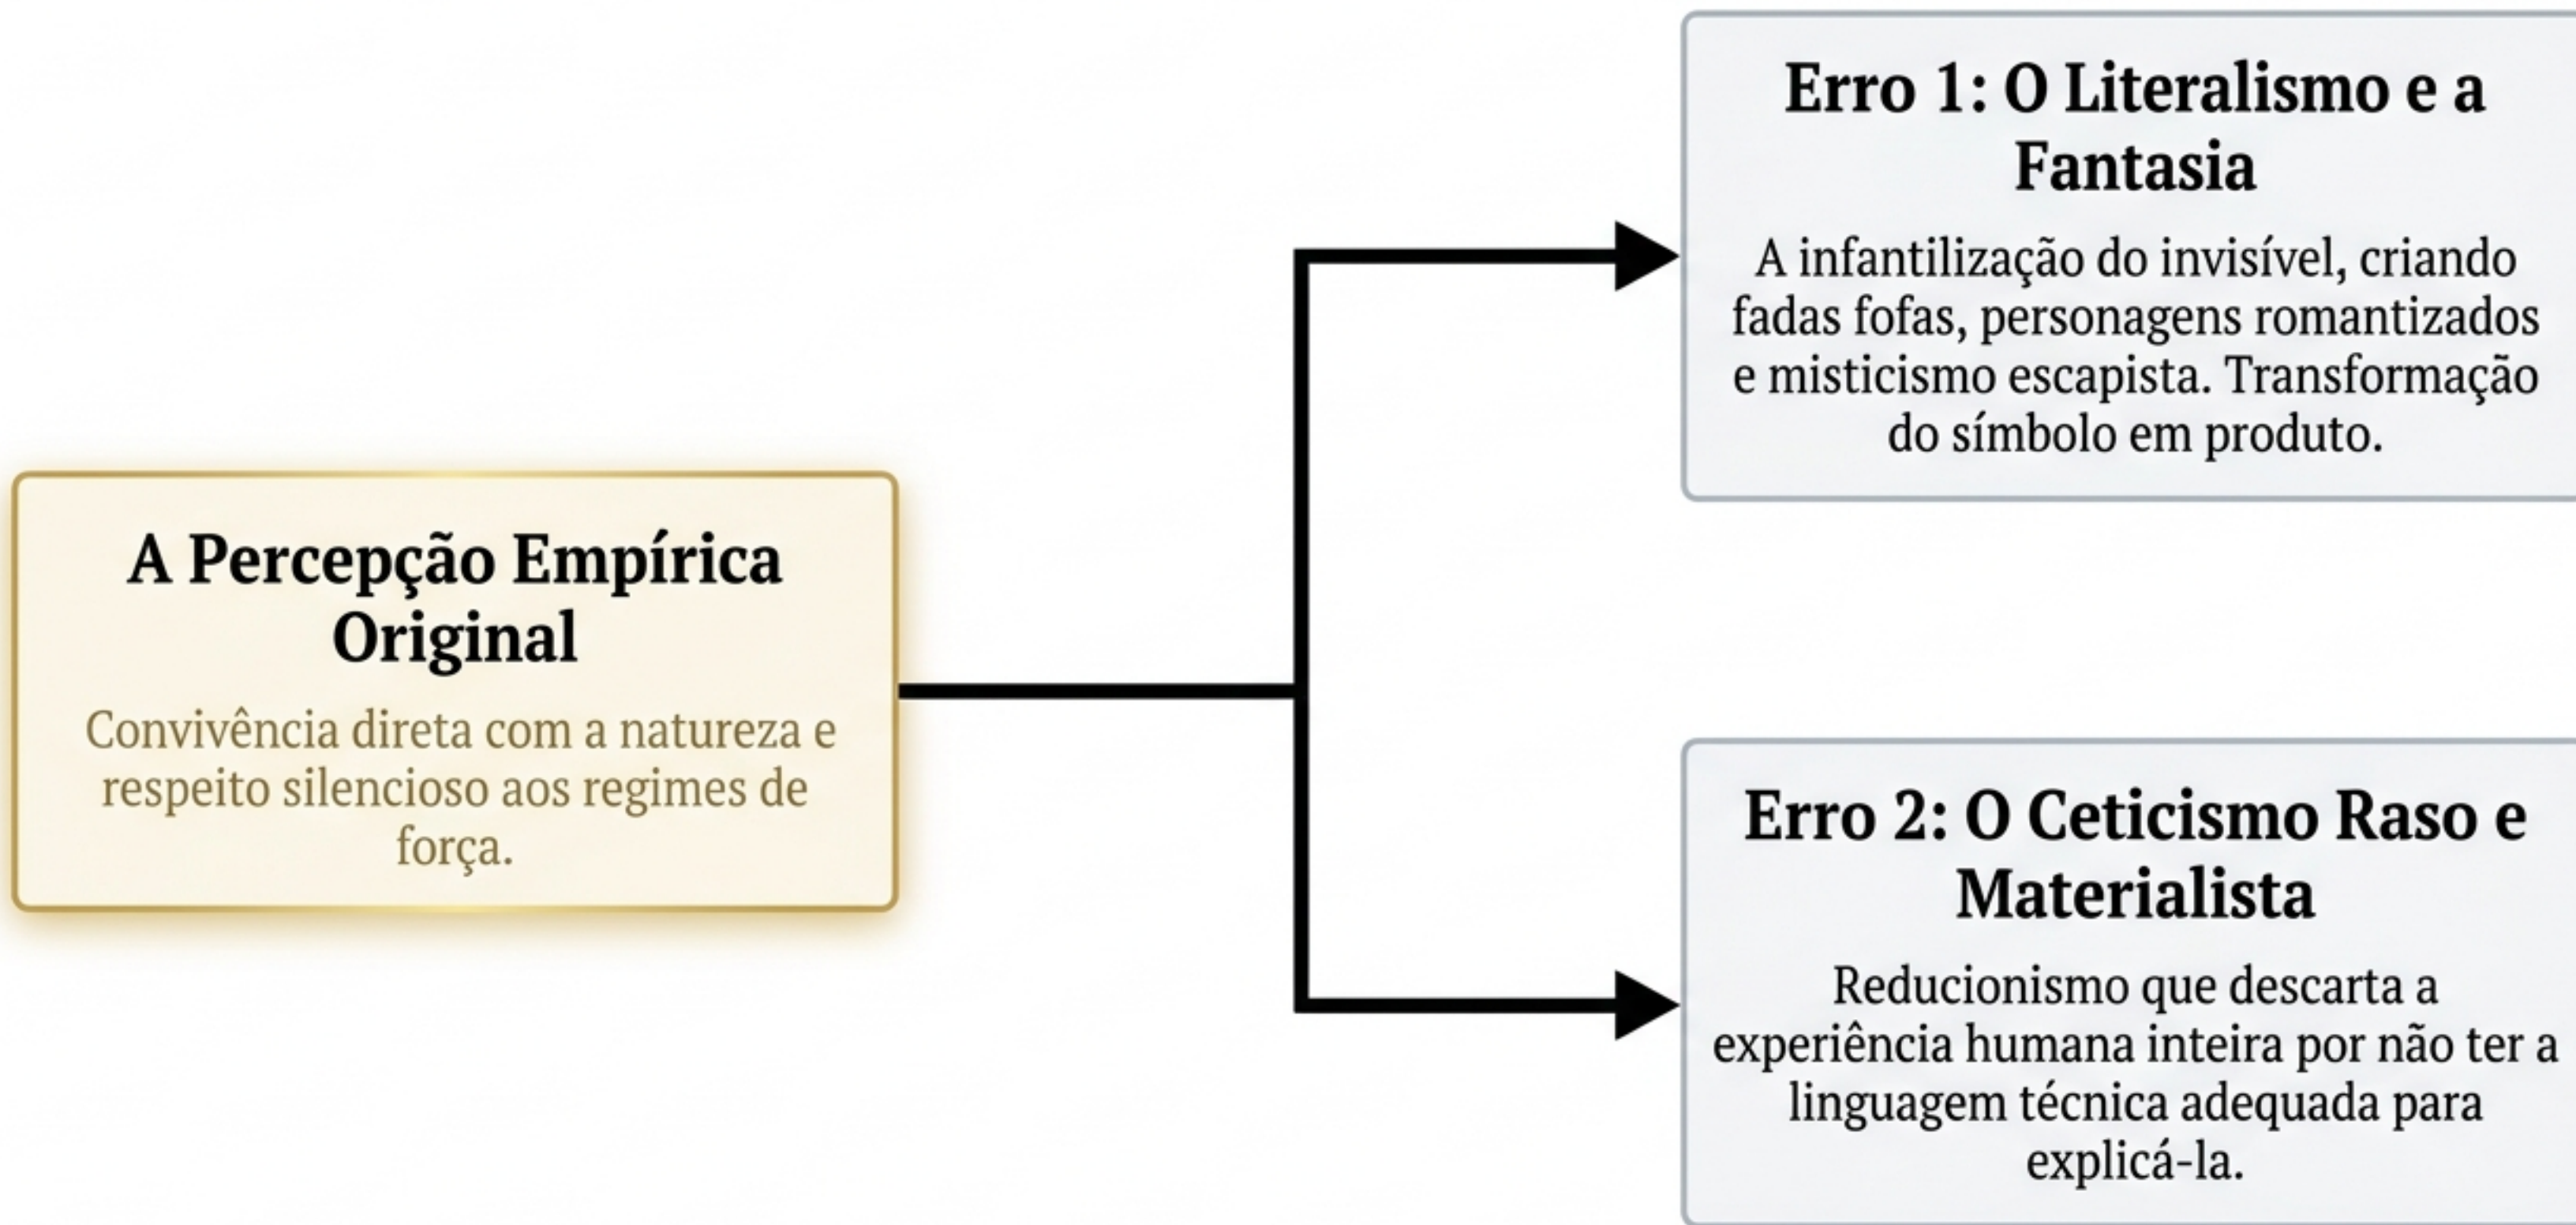 A Percepção Empírica
Original
Convivência direta com a natureza e
respeito silencioso aos regimes de
força.
Erro 1: O Literalismo e a
Fantasia
A infantilização do invisível, criando
fadas fofas, personagens romantizados
e misticismo escapista. Transformação
do símbolo em produto.
Erro 2: O Ceticismo Raso e
Materialista
Reducionismo que descarta a
experiência humana inteira por não ter a
linguagem técnica adequada para
explicá-la.